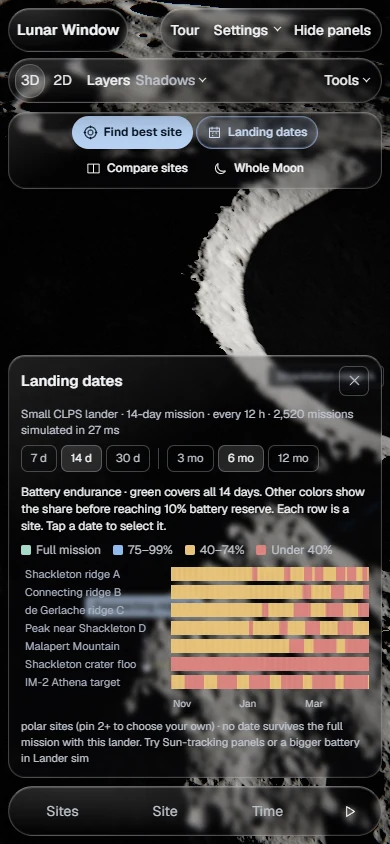 Lunar Window
Tour Settings Hide panels
3D 2D Layers Shadows Tools
Find best site Landing dates
Compare sites Whole Moon
Landing dates
Small CLPS lander · 14-day mission · every 12 h · 2,520 missions
simulated in 27 ms
7 d 14 d 30 d 3 mo 6 mo 12 mo
Battery endurance · green covers all 14 days. Other colors show
the share before reaching 10% battery reserve. Each row is a
site. Tap a date to select it.
Full mission 75–99% 40–74% Under 40%
Shackleton ridge A
Connecting ridge B
de Gerlache ridge C
Peak near Shackleton D
Malapert Mountain
Shackleton crater floo
IM-2 Athena target
Nov Jan Mar
polar sites (pin 2+ to choose your own) · no date survives the full
mission with this lander. Try Sun-tracking panels or a bigger battery
in Lander sim
Sites Site Time